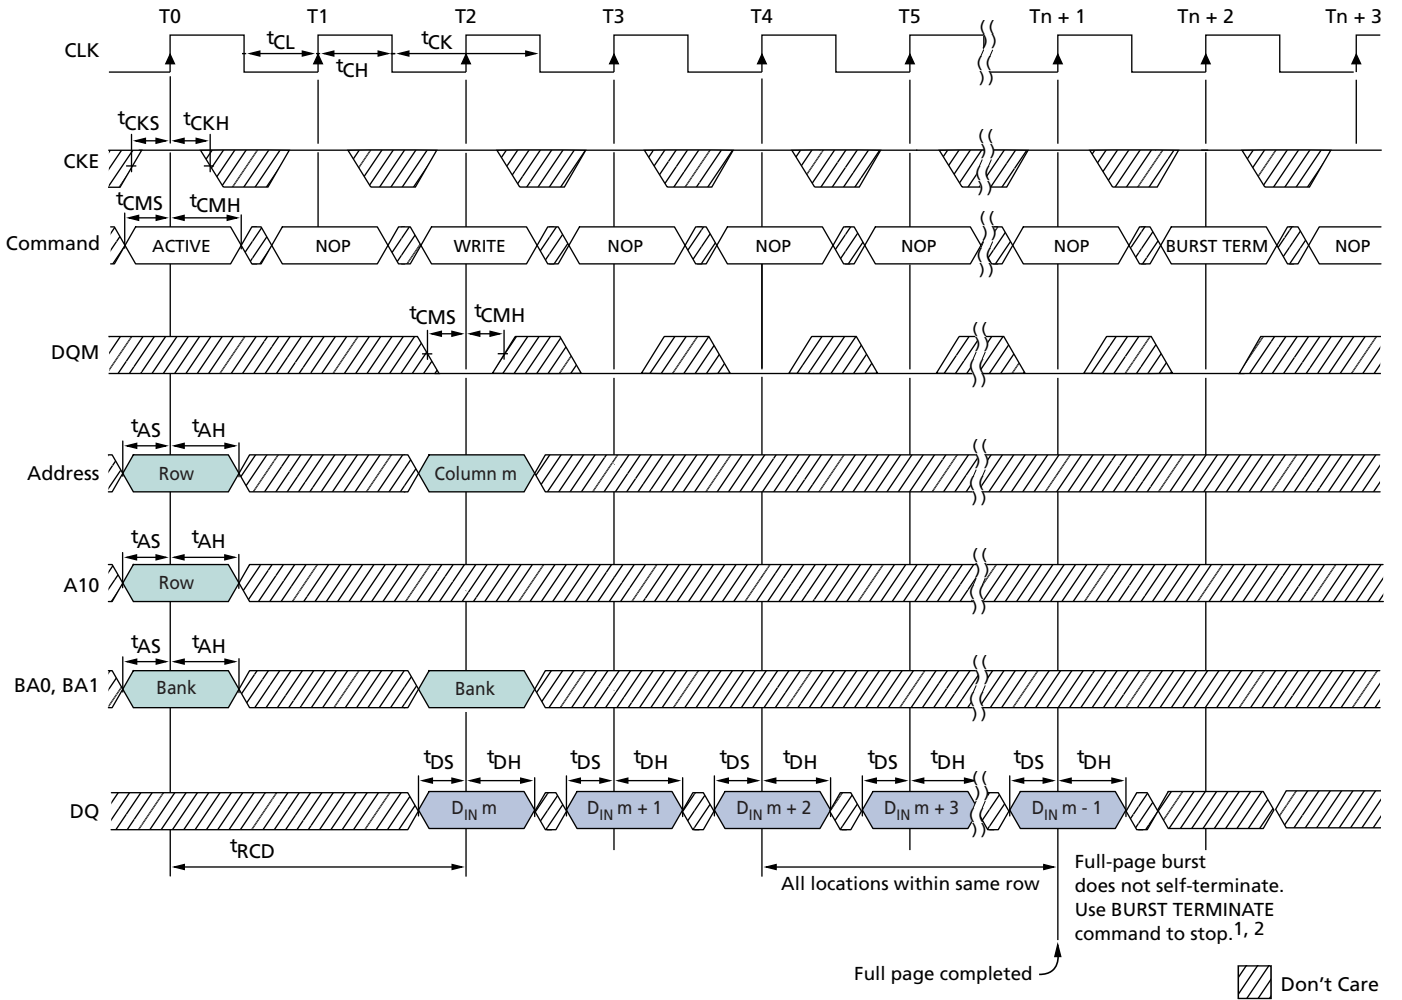 T0 T1 T2 T3 T4 T5 Tn + 1 Tn + 2 Tn + 3
CLK
tCL
tCH
tCK
tCKS tCKH
CKE
tCMS tCMH
Command
ACTIVE NOP WRITE NOP NOP NOP NOP BURST TERM NOP
tCMS tCMH
DQM
tAS tAH
Address
Row Column m
tAS tAH
A10
Row
tAS tAH
BA0, BA1
Bank Bank
tDS tDH tDS tDH tDS tDH tDS tDH tDS tDH
DQ
DIN m DIN m + 1 DIN m + 2 DIN m + 3 DIN m - 1
tRCD
All locations within same row
Full-page burst
does not self-terminate.
Use BURST TERMINATE
command to stop.1, 2
Full page completed
Don't Care